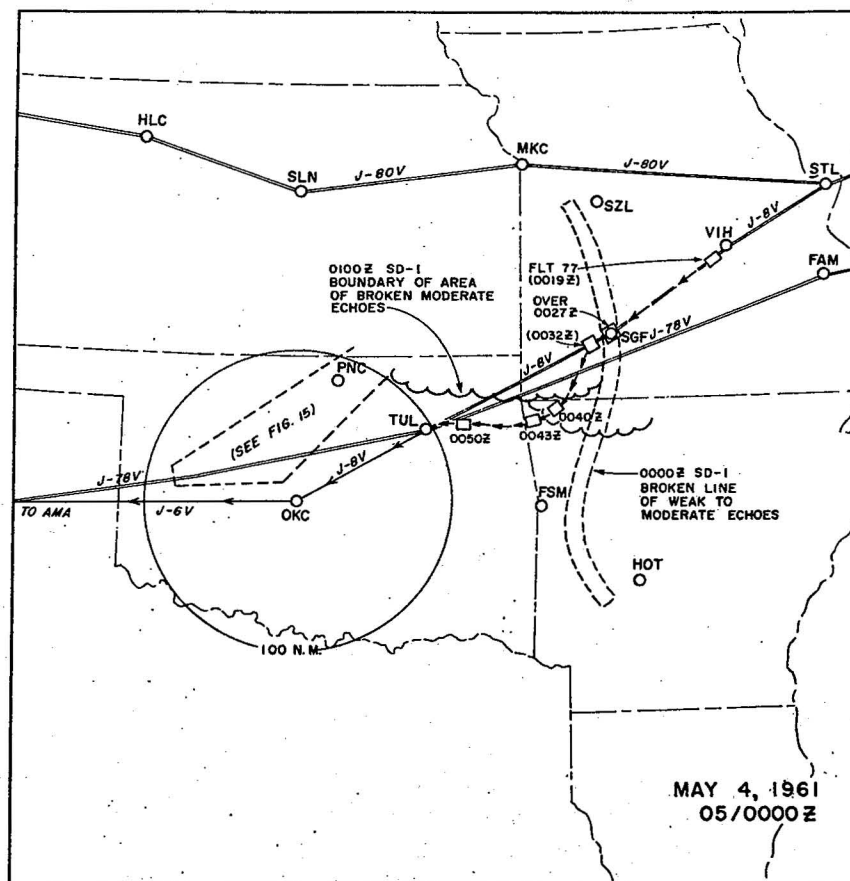 HLC
SLN
J-80V
MKC
J-80V
STL
SZL
J-8V
VIH
FAM
FLT 77
(0019Z)
OVER
0027Z
(0032Z)
SGF
J-78V
0100Z SD-1
BOUNDARY OF AREA
OF BROKEN MODERATE
ECHOES
J-8V
PNC
(SEE FIG. 15)
TUL
0050Z
0043Z
0040Z
J-78V
J-8V
TO AMA
J-6V
OKC
FSM
0000Z SD-1
BROKEN LINE
OF WEAK TO
MODERATE ECHOES
HOT
100 N.M.
MAY 4, 1961
05/0000Z